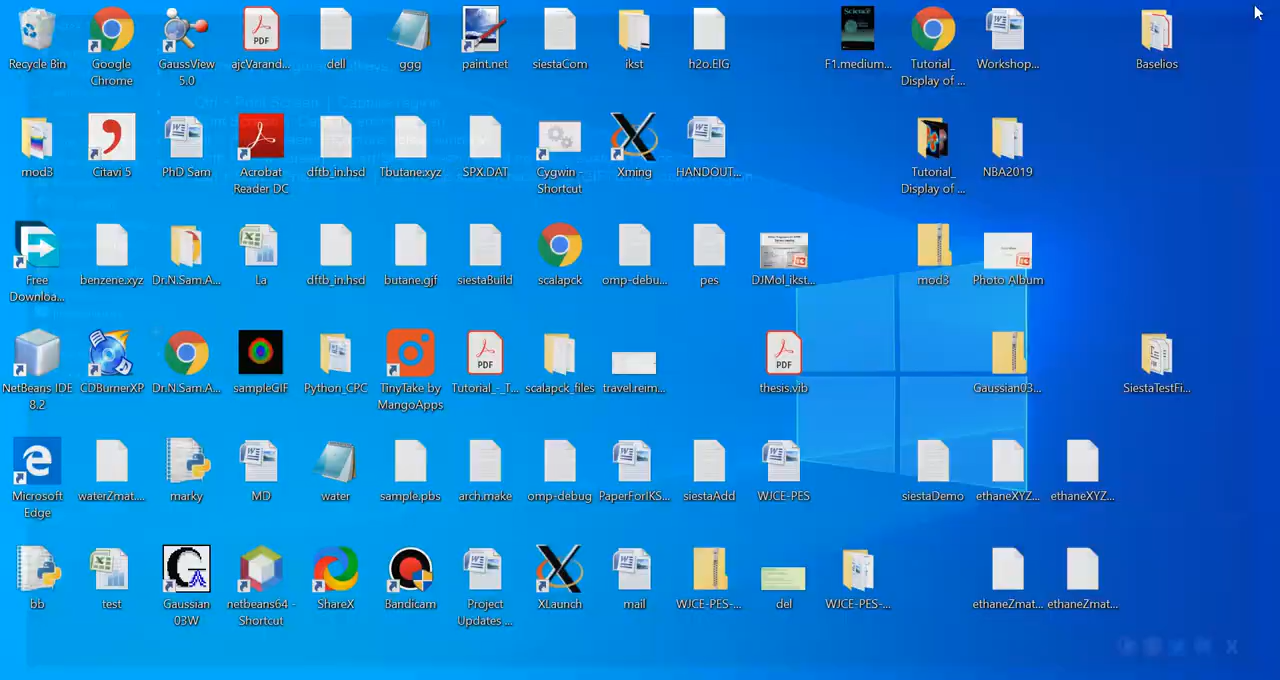 Recycle Bin
Google
Chrome
GaussView
5.0
ajcVarand...
dell
ggg
paint.net
siestaCom
ikst
h2o.EIG
F1.medium...
Tutorial_
Display of ...
Workshop...
Baselios
mod3
Citavi 5
PhD Sam
Acrobat
Reader DC
dftb_in.hsd
Tbutane.xyz
SPX.DAT
Cygwin -
Shortcut
Xming
HANDOUT...
Tutorial_
Display of ...
NBA2019
Free
Downloa...
benzene.xyz
Dr.N.Sam.A...
La
dftb_in.hsd
butane.gjf
siestaBuild
scalapck
omp-debu...
pes
DJMol_ikst...
mod3
Photo Album
NetBeans IDE
8.2
CDBurnerXP
Dr.N.Sam.A...
sampleGIF
Python_CPC
TinyTake by
MangoApps
Tutorial_-_T...
scalapck_files
travel.reim...
thesis.vib
Gaussian03...
SiestaTestFi...
Microsoft
Edge
waterZmat....
marky
MD
water
sample.pbs
arch.make
omp-debug
PaperForIKS...
siestaAdd
WJCE-PES
siestaDemo
ethaneXYZ...
ethaneXYZ...
bb
test
Gaussian
03W
netbeans64 -
Shortcut
ShareX
Bandicam
Project
Updates ...
XLaunch
mail
WJCE-PES-...
del
WJCE-PES-...
ethaneZmat...
ethaneZmat...